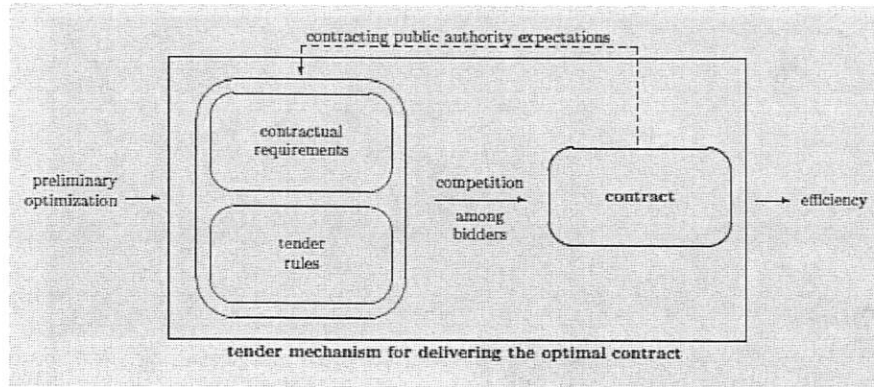 contracting public authority expectations
contractual
requirements
preliminary
optimization
competition
among
bidders
contract
efficiency
tender
rules
tender mechanism for delivering the optimal contract